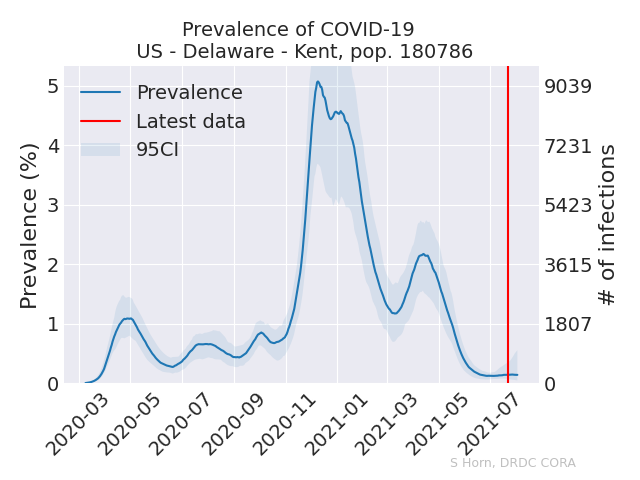 Prevalence of COVID-19
US - Delaware - Kent, pop. 180786
Prevalence
Latest data
95CI
Prevalence (%)
5
4
3
2
1
0
9039
7231
5423
3615
1807
0
# of infections
2020-03
2020-05
2020-07
2020-09
2020-11
2021-01
2021-03
2021-05
2021-07
S Horn, DRDC CORA